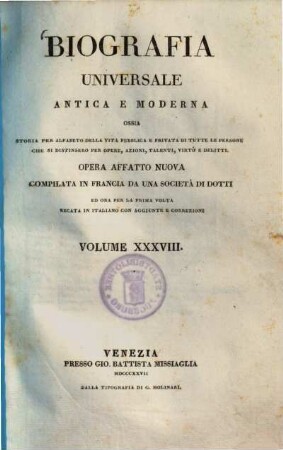 BIOGRAFIA
UNIVERSALE
ANTICA E MODERNA
OSSIA
STORIA PER ALFABETO DELLA VITA PUBBLICA E PRIVATA DI TUTTE LE PERSONE
CHE SI DISTINSERO PER OPERE, AZIONI, TALENTI, VIRTÙ E DELITTI.
OPERA AFFATTO NUOVA
COMPILATA IN FRANCIA DA UNA SOCIETÀ DI DOTTI
ED ORA PER LA PRIMA VOLTA
RECATA IN ITALIANO CON AGGIUNTE E CORREZIONI
VOLUME XXXVIII.
VENEZIA
PRESSO GIO. BATTISTA MISSIAGLIA
MDCCCXXVII
DALLA TIPOGRAFIA DI G. MOLINARI.